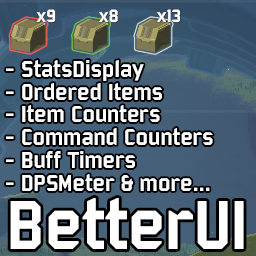 x9 x8 x13
- StatsDisplay
- Ordered Items
- Item Counters
- Command Counters
- Buff Timers
- DPSMeter & more...
BetterUI